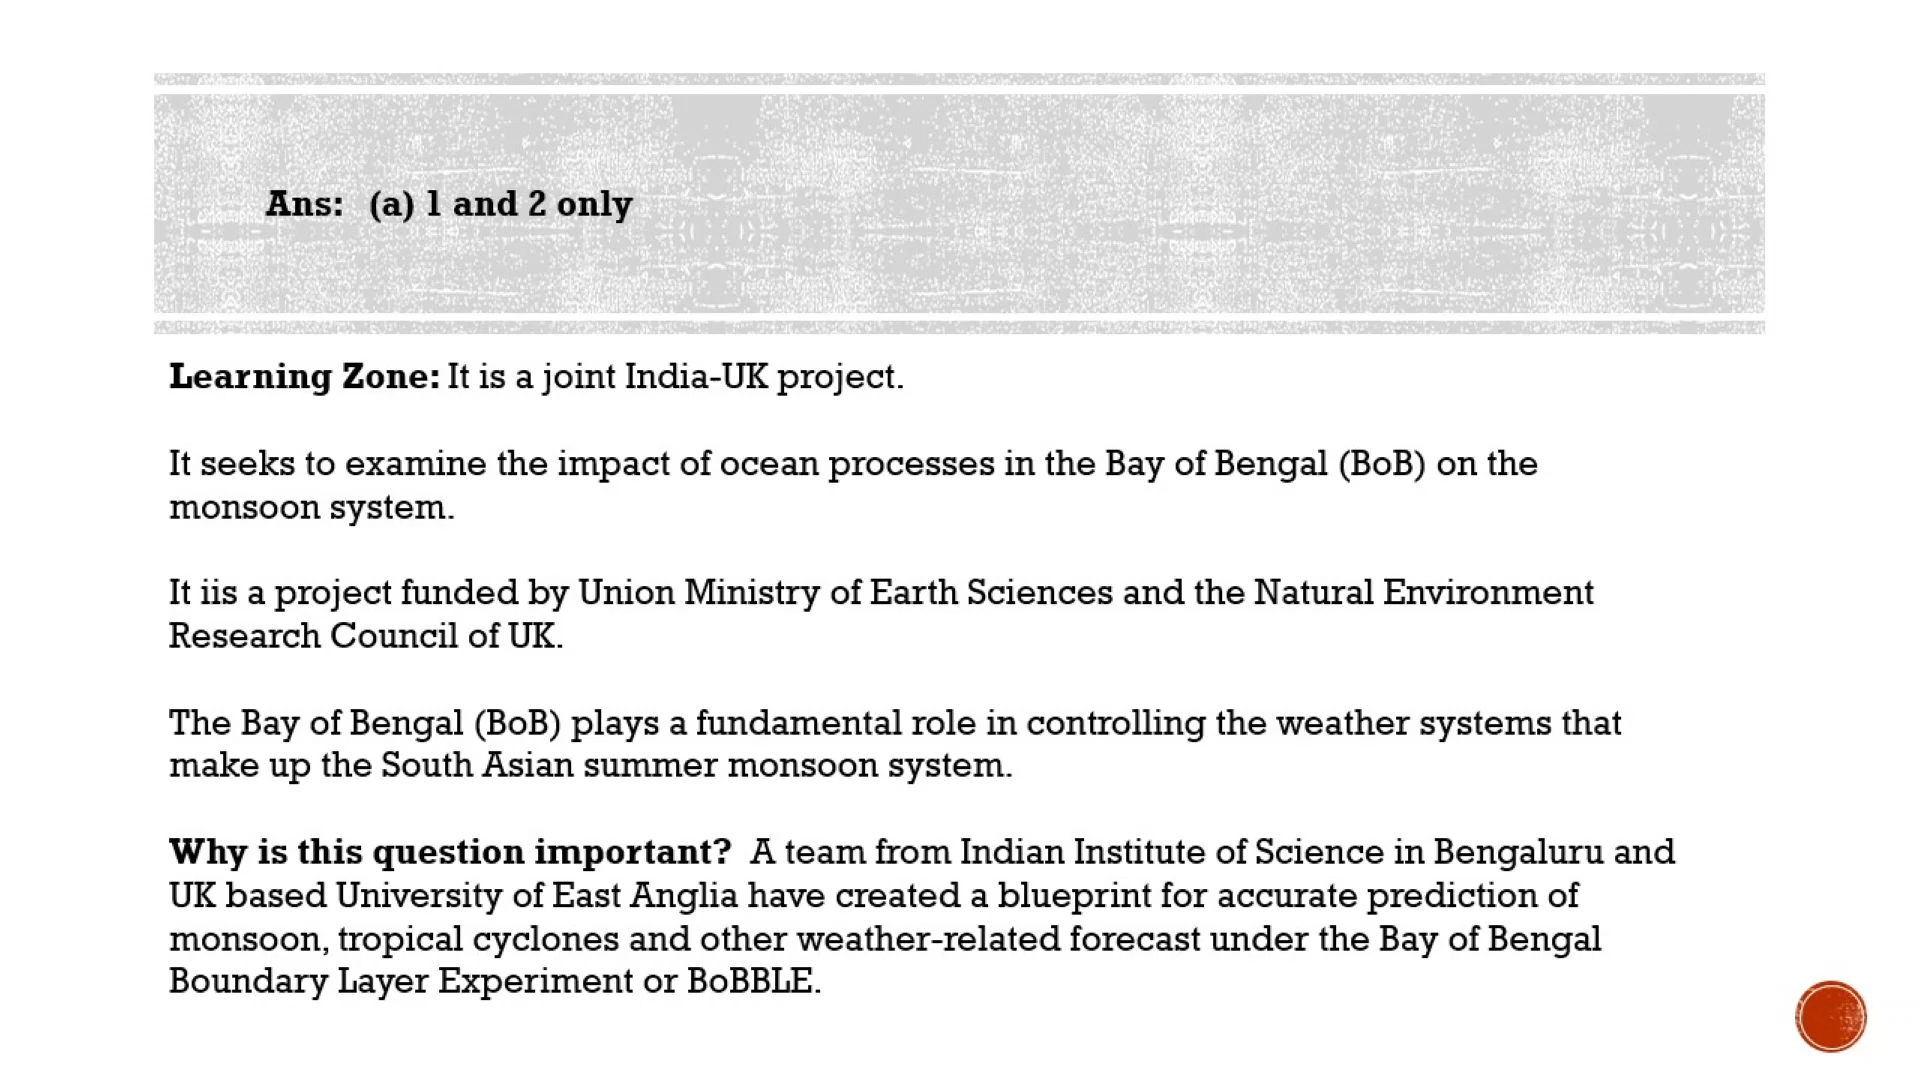 Ans: (a) 1 and 2 only
Learning Zone: It is a joint India-UK project.
It seeks to examine the impact of ocean processes in the Bay of Bengal (BoB) on the
monsoon system.
It iis a project funded by Union Ministry of Earth Sciences and the Natural Environment
Research Council of UK.
The Bay of Bengal (BoB) plays a fundamental role in controlling the weather systems that
make up the South Asian summer monsoon system.
Why is this question important? A team from Indian Institute of Science in Bengaluru and
UK based University of East Anglia have created a blueprint for accurate prediction of
monsoon, tropical cyclones and other weather-related forecast under the Bay of Bengal
Boundary Layer Experiment or BoBBLE.